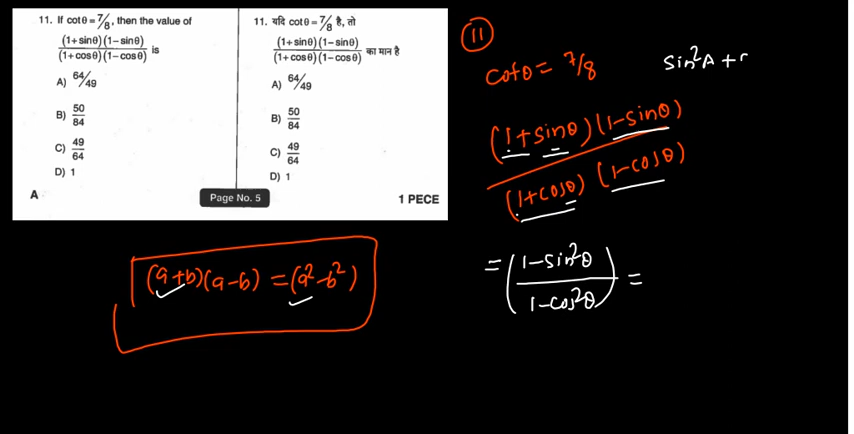 11. If cotθ = 7/8, then the value of
(1+sinθ)(1−sinθ)
(1+cosθ)(1−cosθ) is
A) 64/49
B) 50/84
C) 49/64
D) 1
A
11. यदि cotθ = 7/8 है, तो
(1+sinθ)(1−sinθ)
(1+cosθ)(1−cosθ) का मान है
A) 64/49
B) 50/84
C) 49/64
D) 1
Page No. 5
1 PECE
(a+b)(a−b) = (a²−b²)
11
cotθ = 7/8
sin²A +
(1+sinθ)(1−sinθ)
(1+cosθ)(1−cosθ)
= (1−sin²θ / 1−cos²θ) =